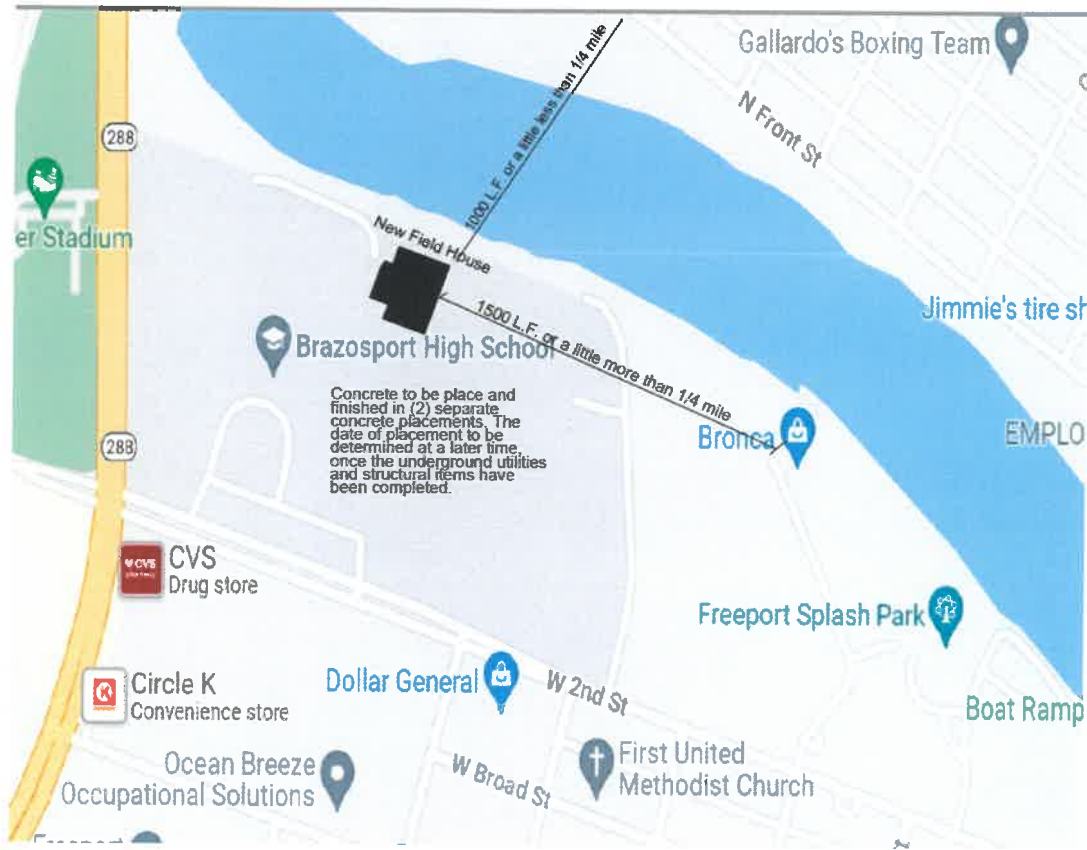 Gallardo's Boxing Team
N Front St
1000 L.F. or a little less than 1/4 mile
288
er Stadium
New Field House
1500 L.F. or a little more than 1/4 mile
Jimmie's tire sh
Brazosport High School
Concrete to be place and
finished in (2) separate
concrete placements. The
date of placement to be
determined at a later time,
once the underground utilities
and structural items have
been completed.
Bronca
EMPLO
288
CVS
CVS
Drug store
Freeport Splash Park
Circle K
Convenience store
Dollar General
W 2nd St
Boat Ramp
Ocean Breeze
Occupational Solutions
W Broad St
First United
Methodist Church